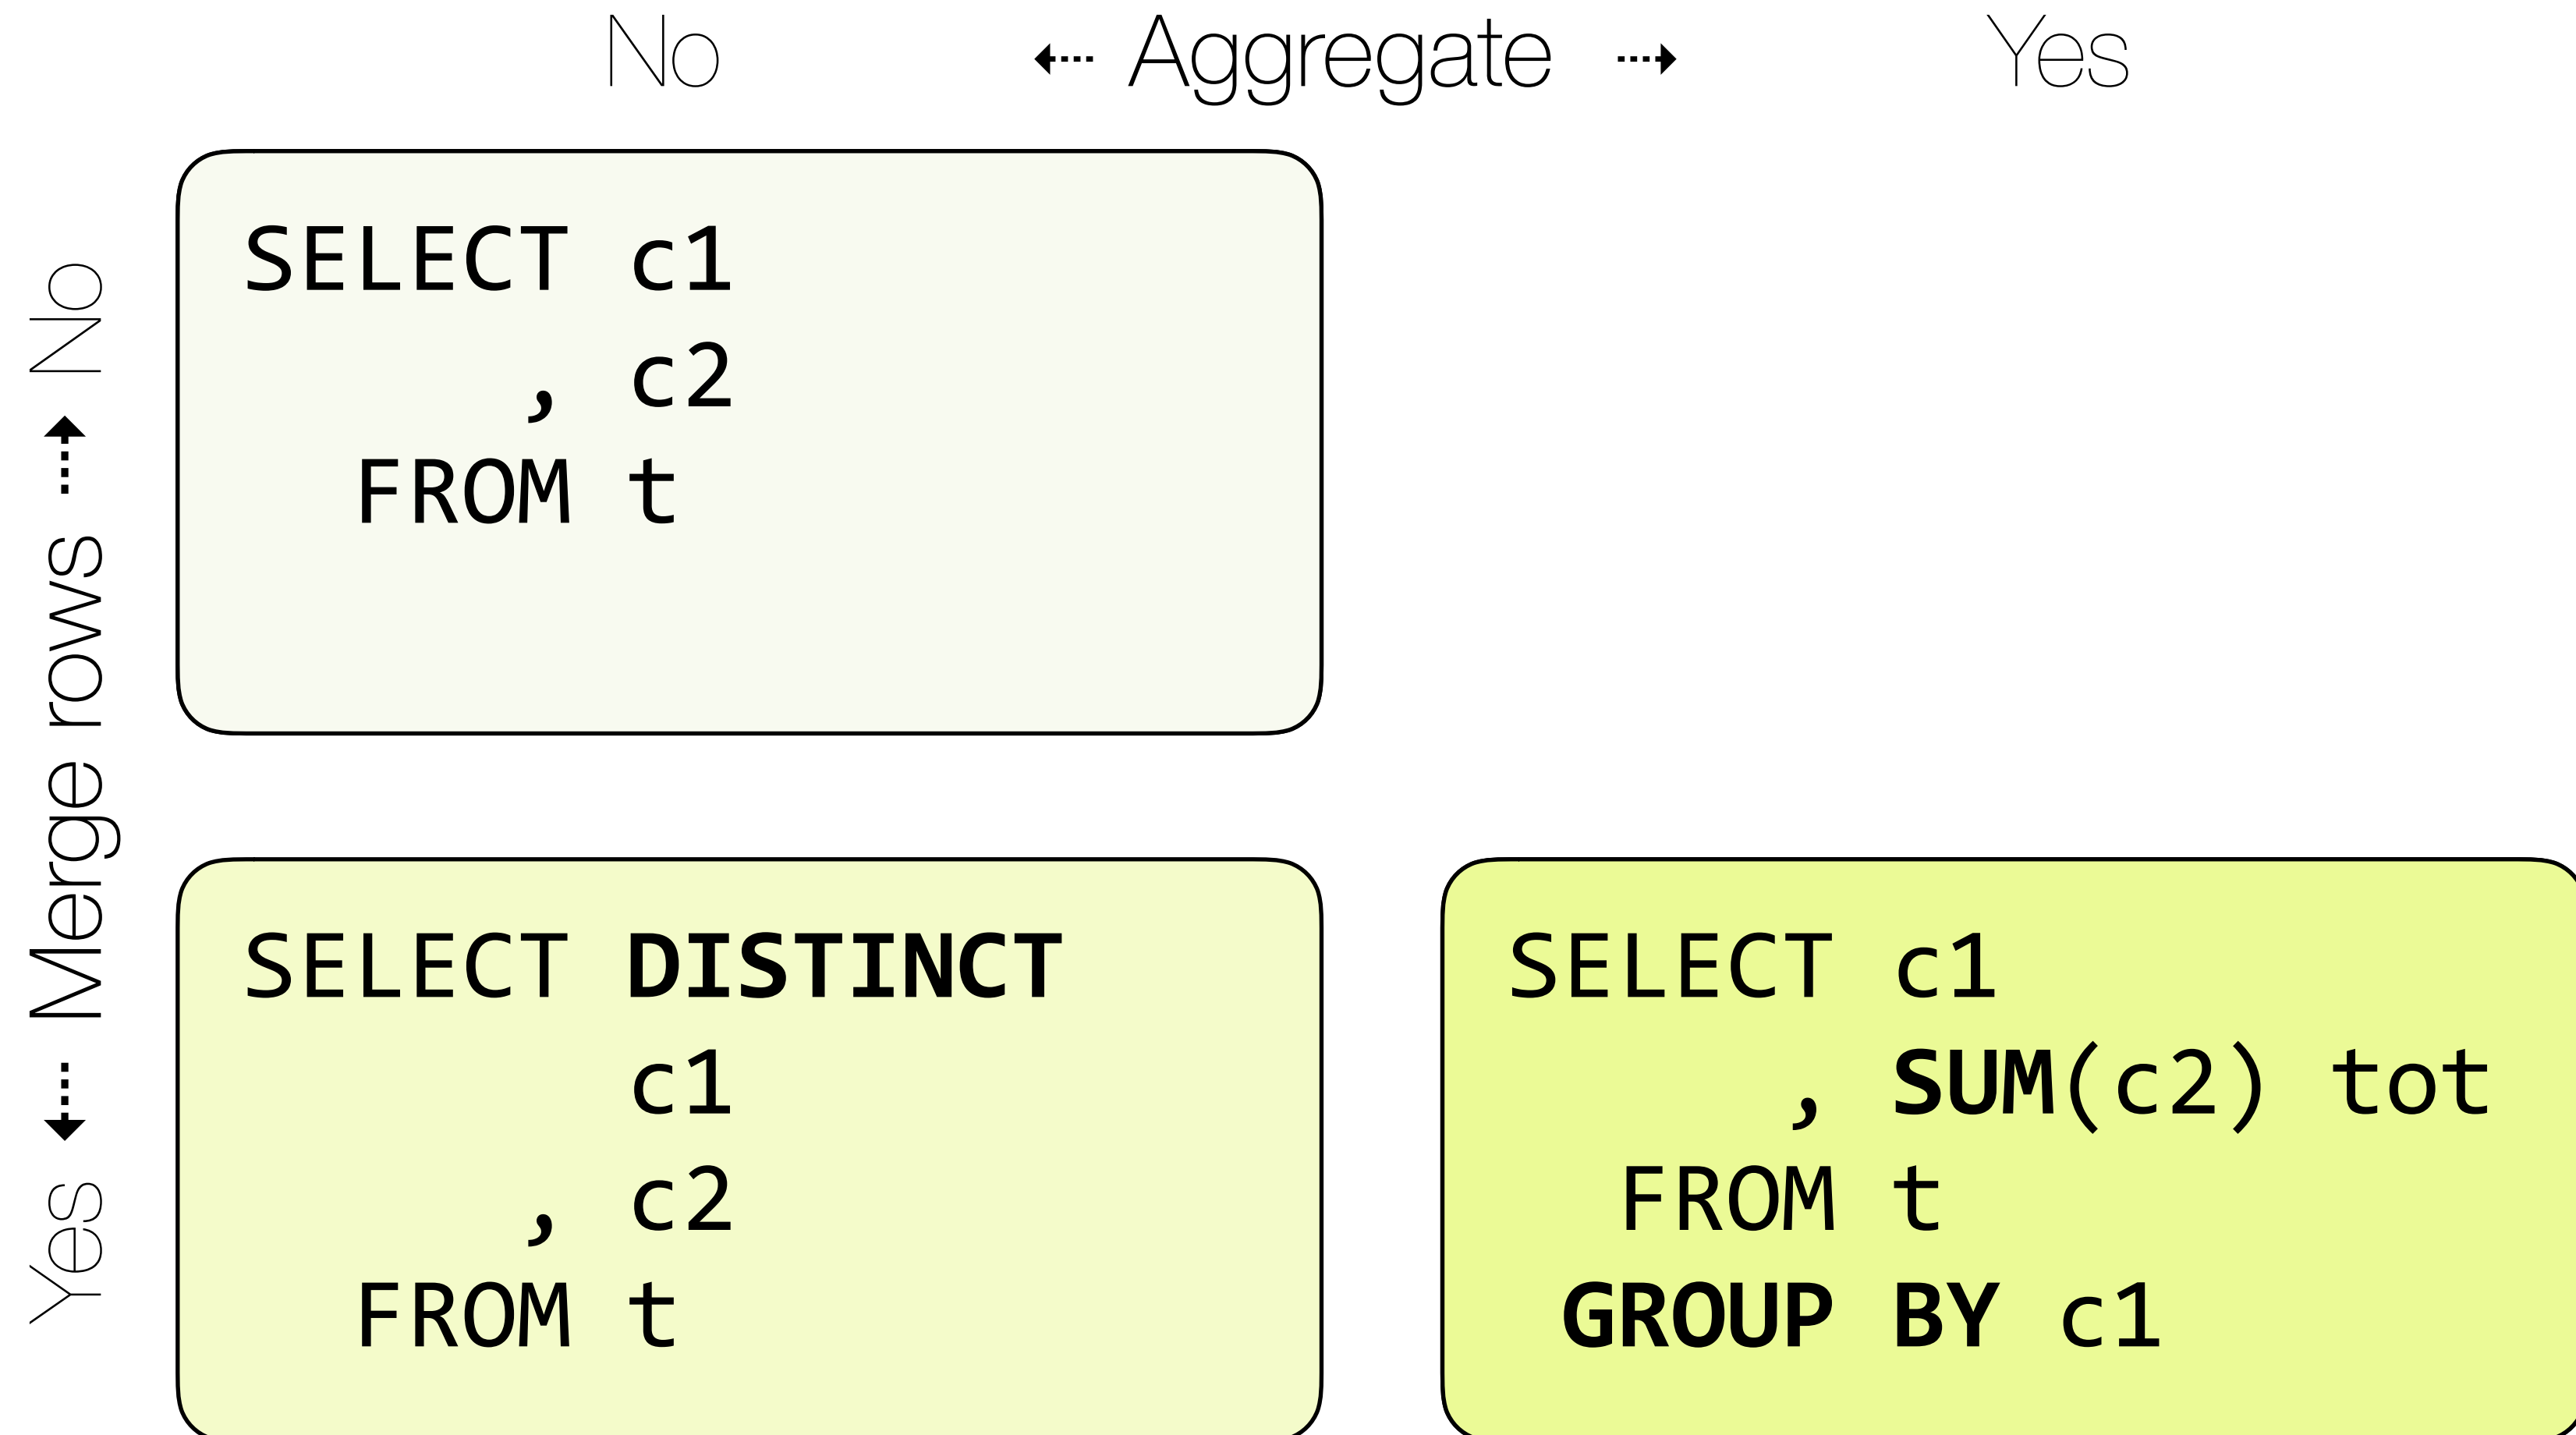 No Aggregate Yes
No
Merge rows
Yes
SELECT c1
, c2
FROM t
SELECT DISTINCT
c1
, c2
FROM t
SELECT c1
, SUM(c2) tot
FROM t
GROUP BY c1